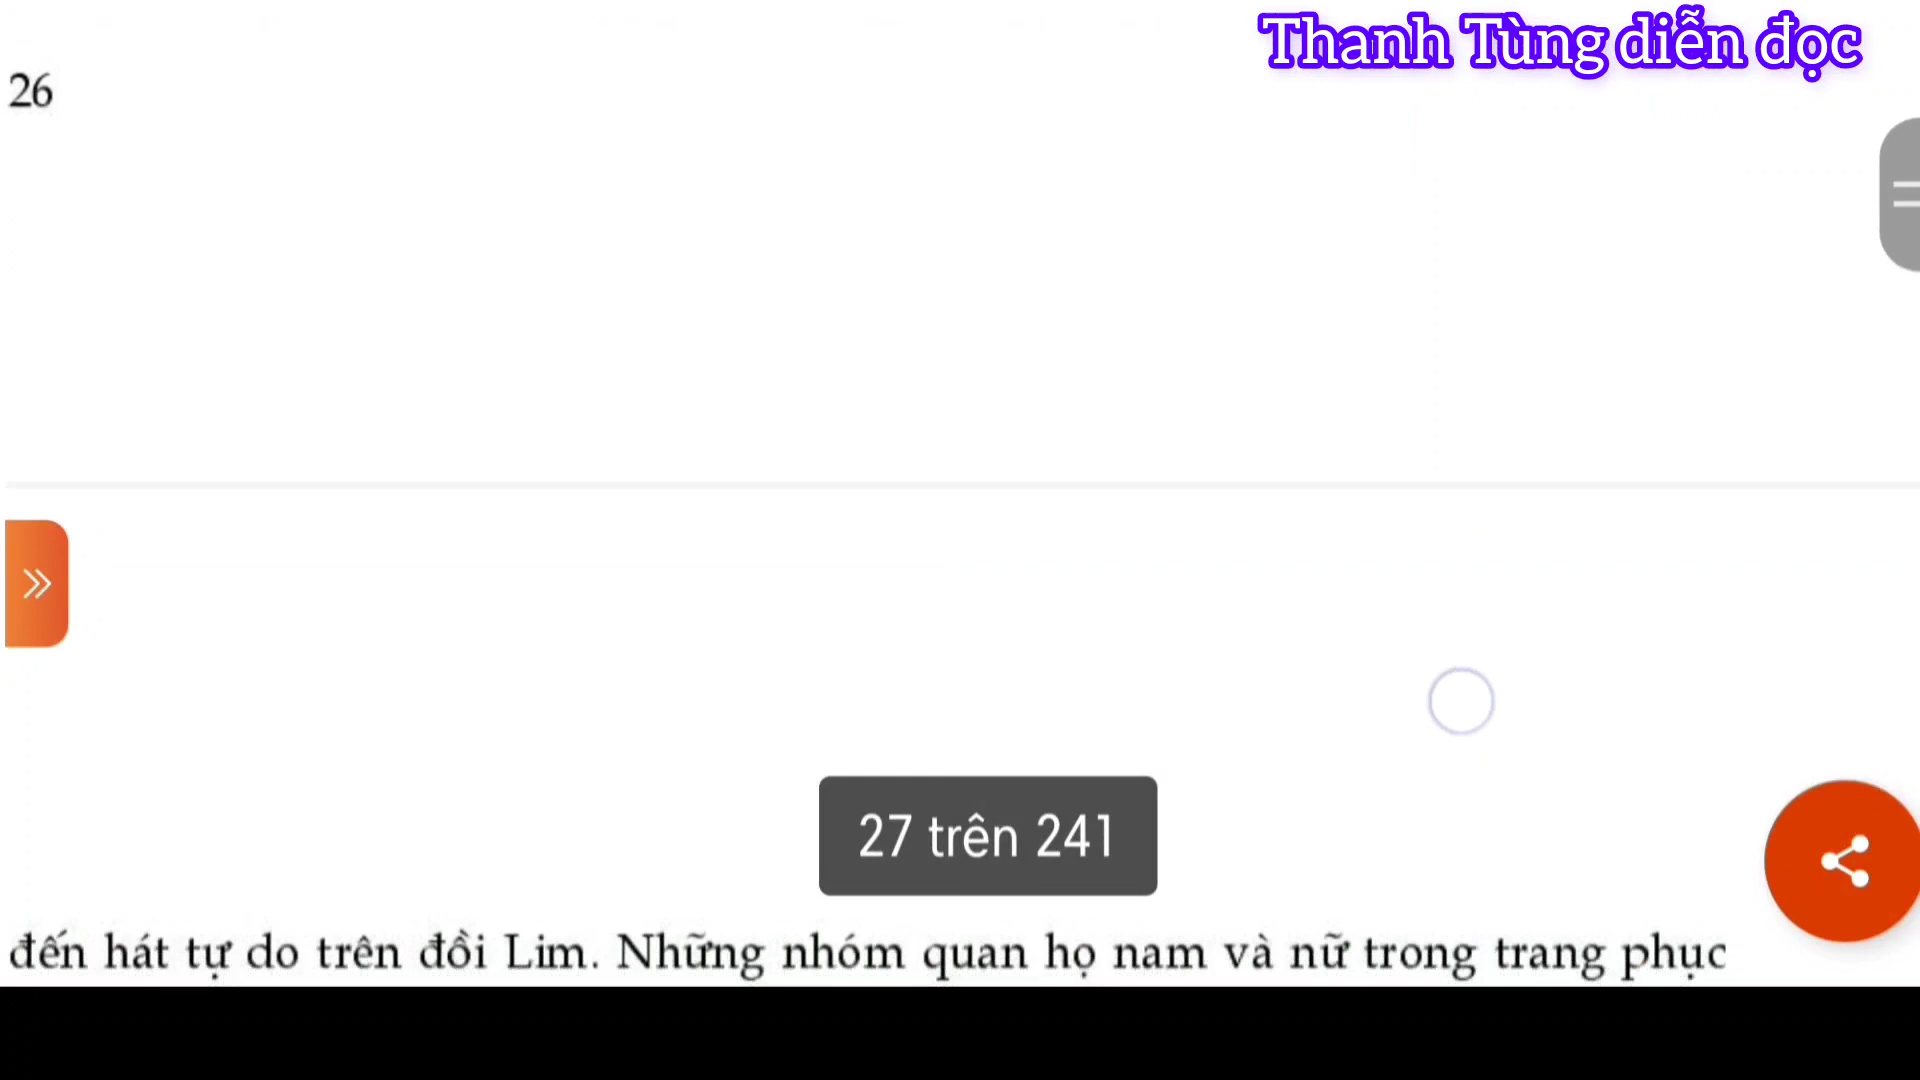 Thanh Tùng diễn đọc
26
27 trên 241
đến hát tự do trên đồi Lim. Những nhóm quan họ nam và nữ trong trang phục